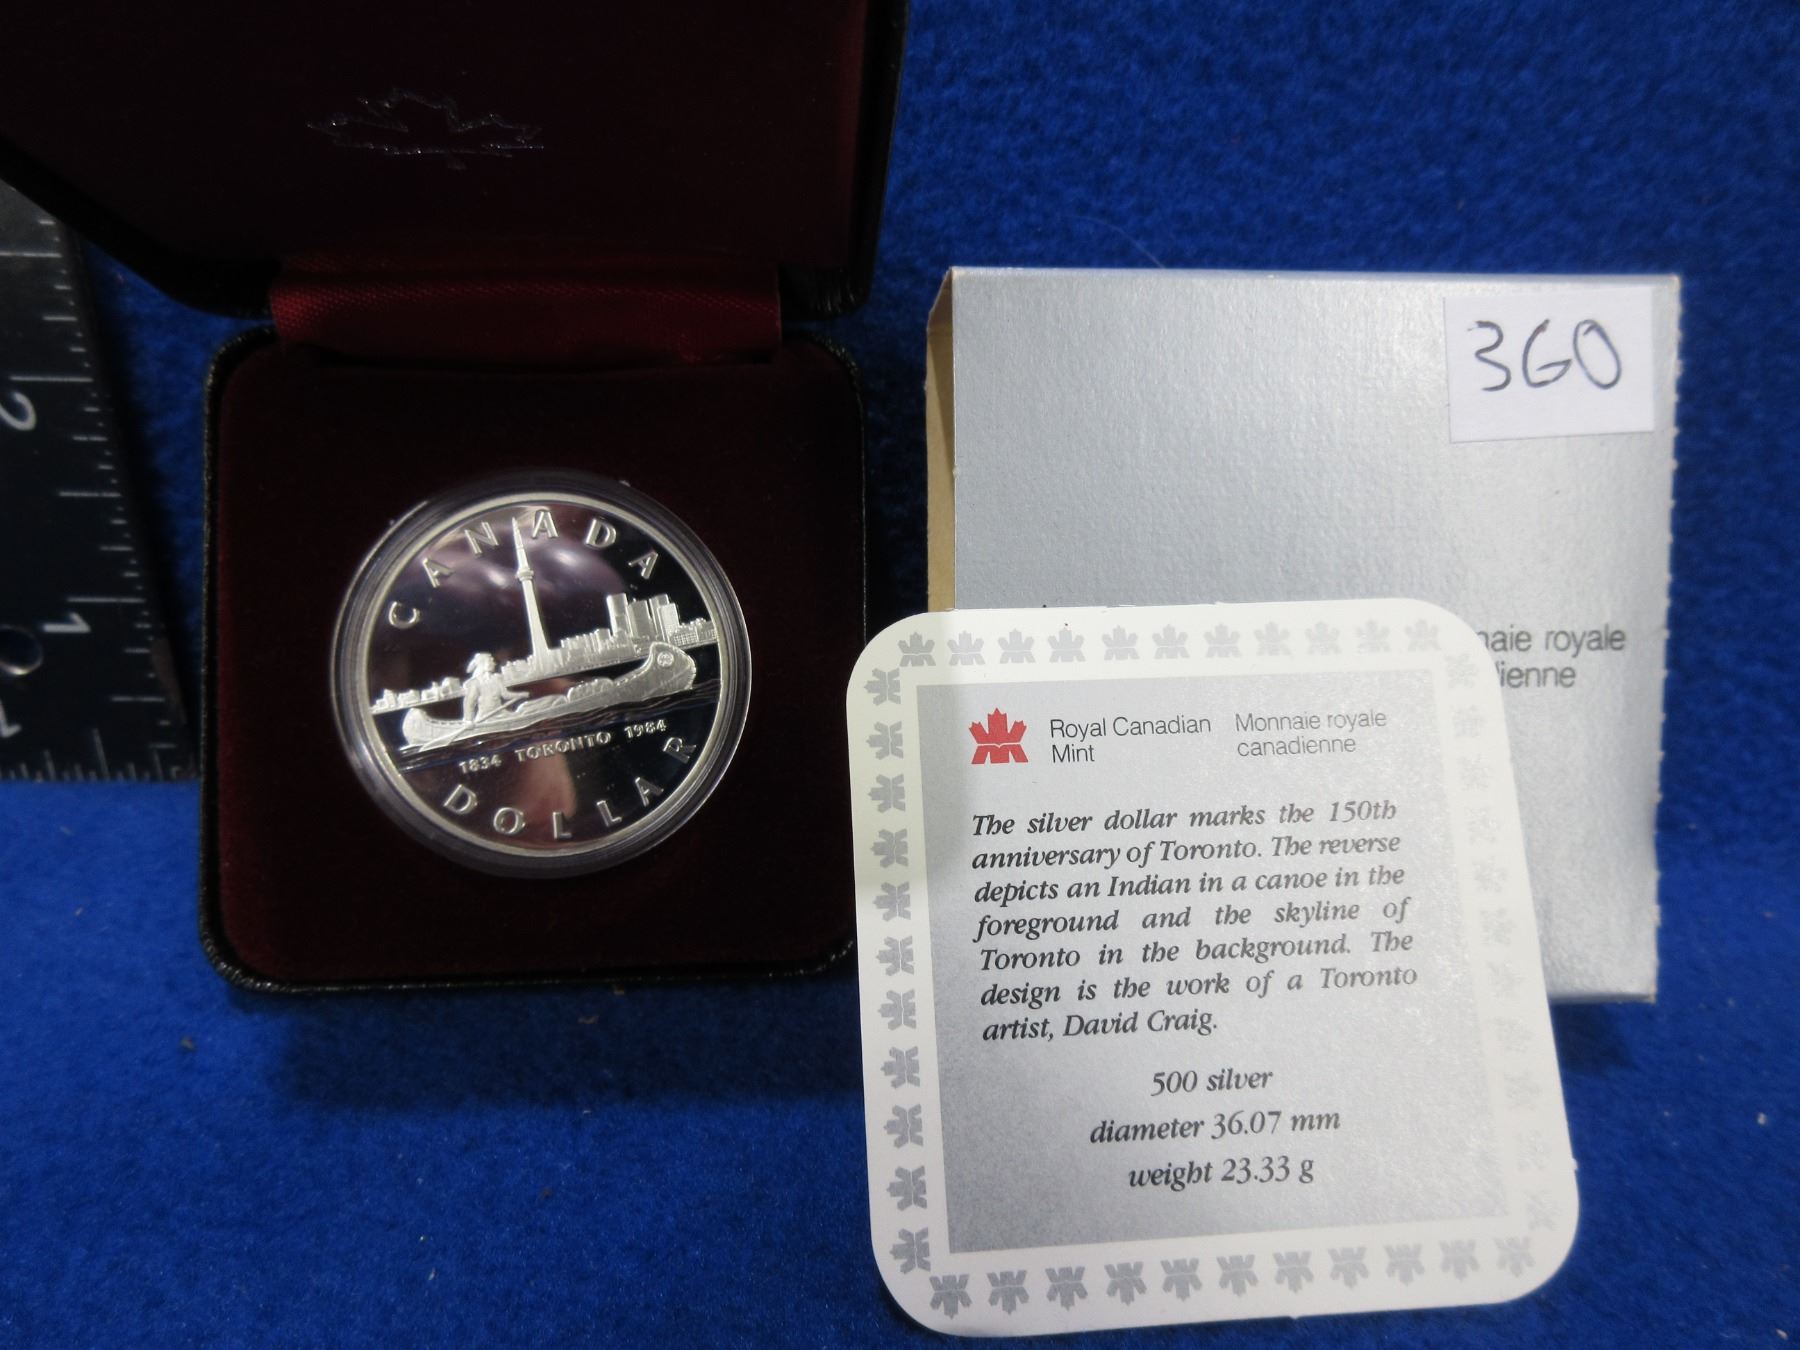 2
1
CANADA
1834 TORONTO 1984
DOLLAR
360
royale
Royal Canadian Monnaie royale
Mint canadienne
The silver dollar marks the 150th
anniversary of Toronto. The reverse
depicts an Indian in a canoe in the
foreground and the skyline of
Toronto in the background. The
design is the work of a Toronto
artist, David Craig.
500 silver
diameter 36.07 mm
weight 23.33 g